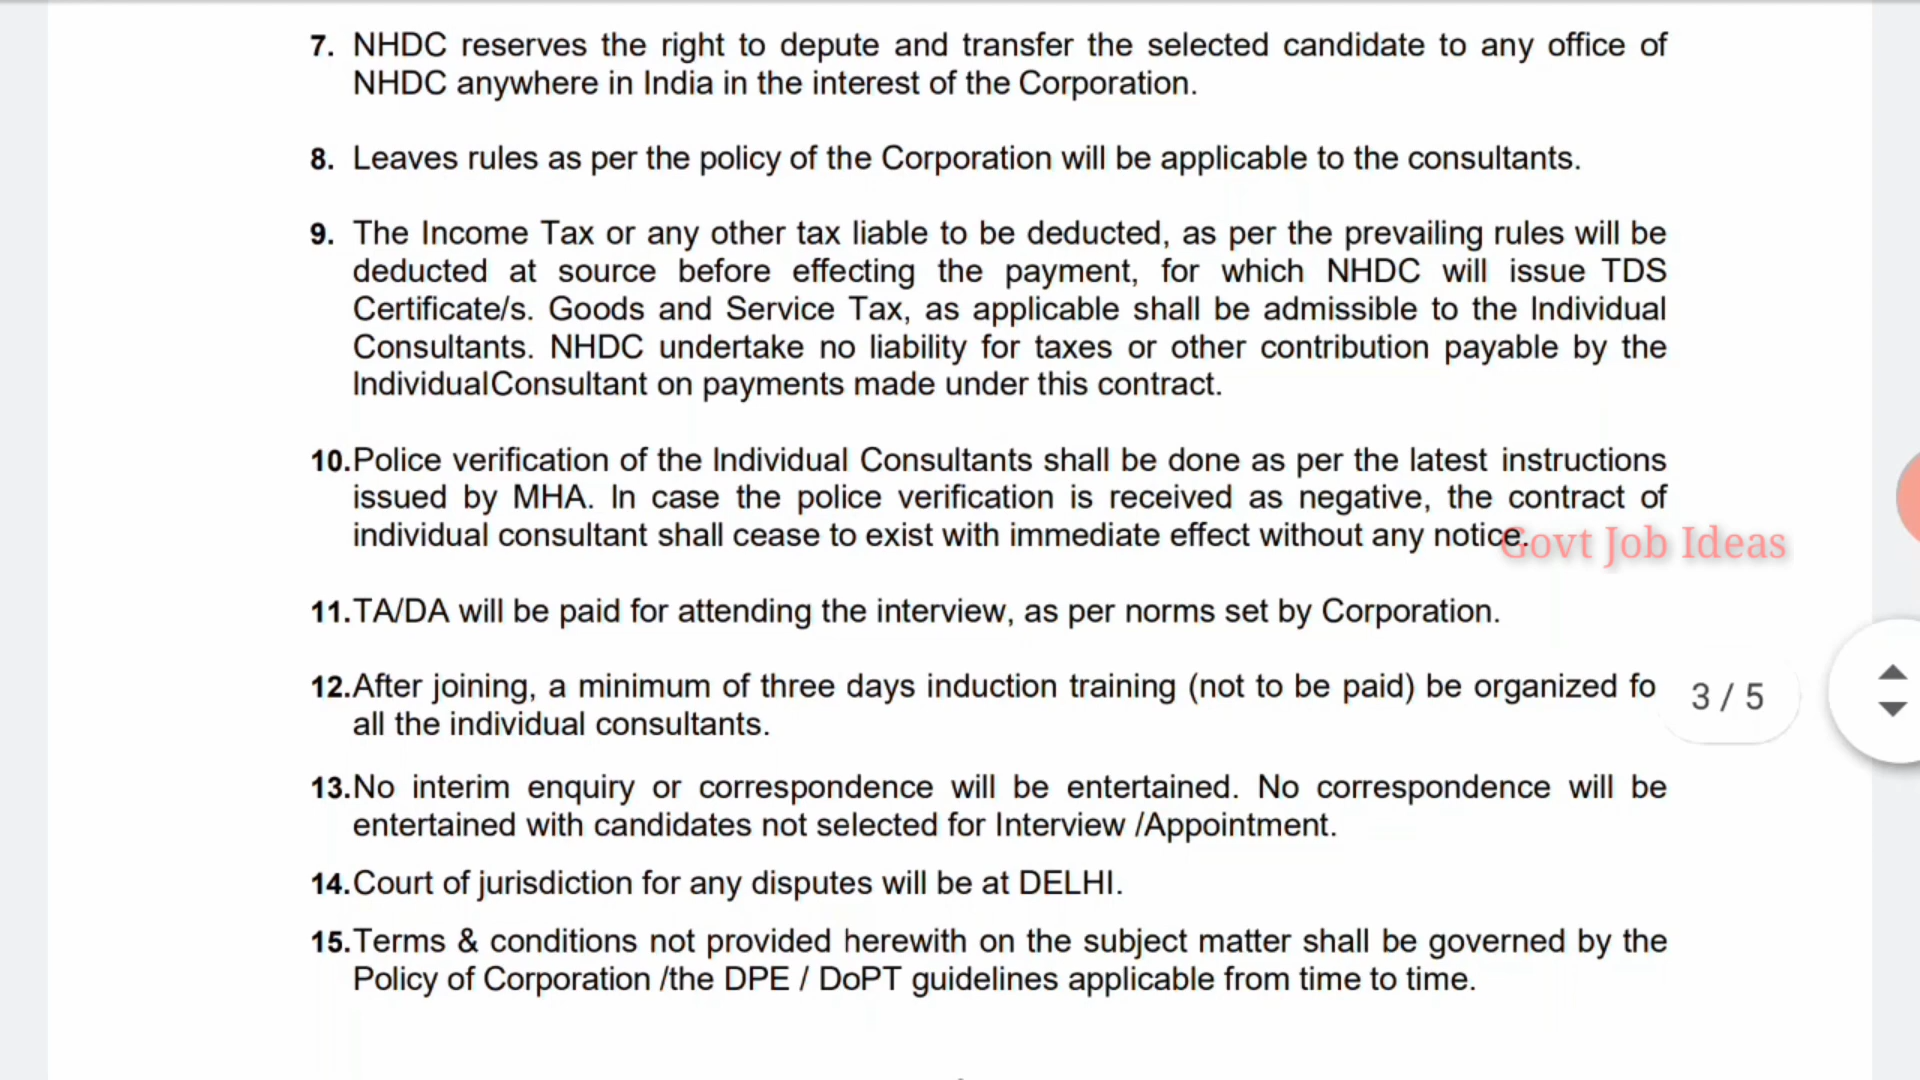 7. NHDC reserves the right to depute and transfer the selected candidate to any office of
NHDC anywhere in India in the interest of the Corporation.
8. Leaves rules as per the policy of the Corporation will be applicable to the consultants.
9. The Income Tax or any other tax liable to be deducted, as per the prevailing rules will be
deducted at source before effecting the payment, for which NHDC will issue TDS
Certificate/s. Goods and Service Tax, as applicable shall be admissible to the Individual
Consultants. NHDC undertake no liability for taxes or other contribution payable by the
IndividualConsultant on payments made under this contract.
10.Police verification of the Individual Consultants shall be done as per the latest instructions
issued by MHA. In case the police verification is received as negative, the contract of
individual consultant shall cease to exist with immediate effect without any notice.
Govt Job Ideas
11.TA/DA will be paid for attending the interview, as per norms set by Corporation.
12.After joining, a minimum of three days induction training (not to be paid) be organized fo
3 / 5
all the individual consultants.
13.No interim enquiry or correspondence will be entertained. No correspondence will be
entertained with candidates not selected for Interview /Appointment.
14.Court of jurisdiction for any disputes will be at DELHI.
15.Terms & conditions not provided herewith on the subject matter shall be governed by the
Policy of Corporation /the DPE / DoPT guidelines applicable from time to time.